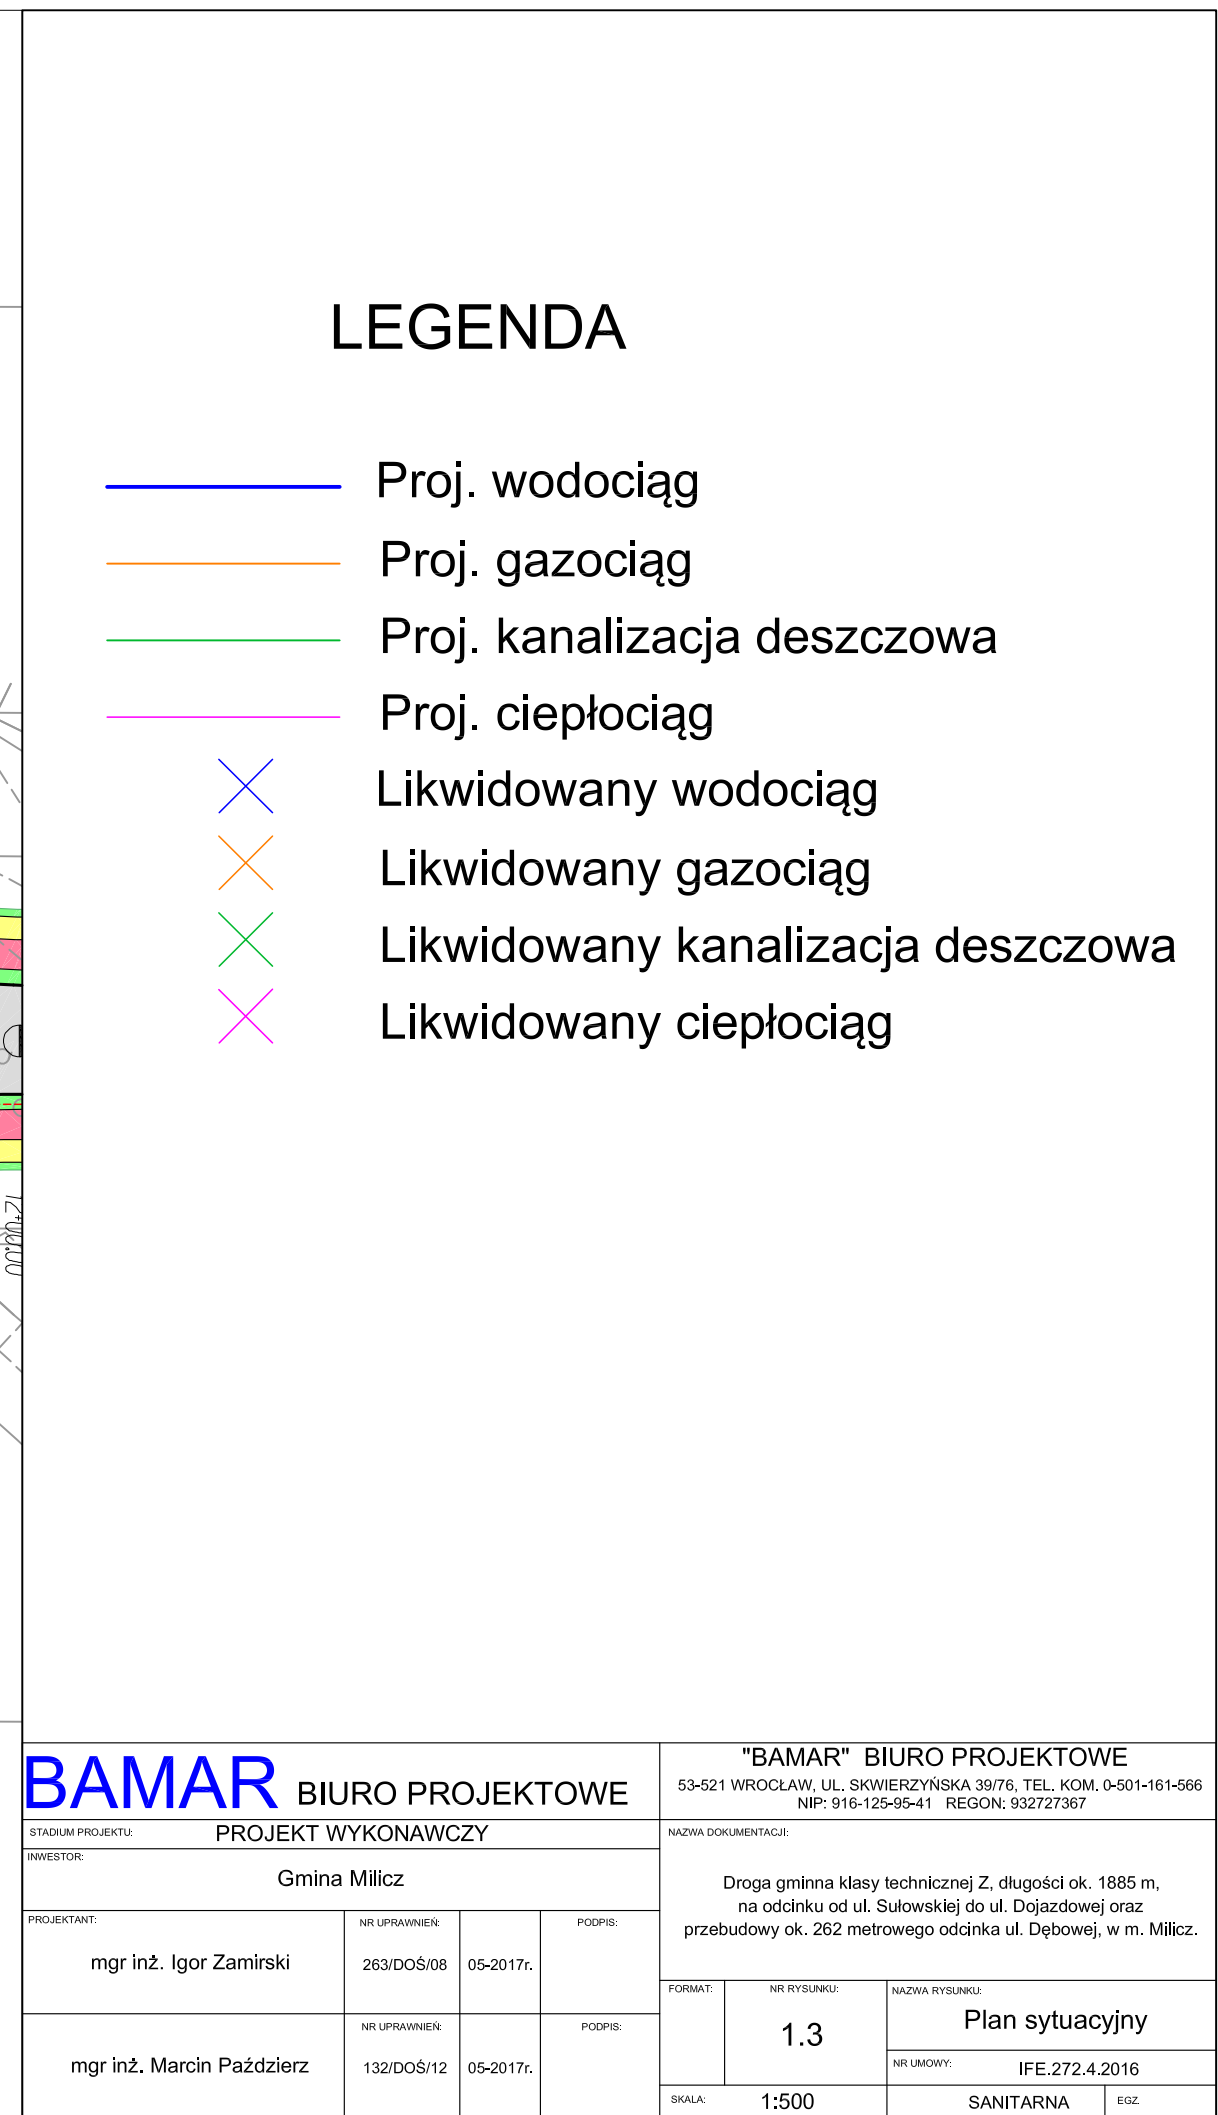 LEGENDA
Proj. wodociąg
Proj. gazociąg
Proj. kanalizacja deszczowa
Proj. ciepłociąg
Likwidowany wodociąg
Likwidowany gazociąg
Likwidowany kanalizacja deszczowa
Likwidowany ciepłociąg
BAMAR BIURO PROJEKTOWE
"BAMAR" BIURO PROJEKTOWE
53-521 WROCŁAW, UL. SKWIERZYŃSKA 39/76, TEL. KOM. 0-501-161-566
NIP: 916-125-95-41 REGON: 932727367
STADIUM PROJEKTU: PROJEKT WYKONAWCZY
INWESTOR:
Gmina Milicz
NAZWA DOKUMENTACJI:
Droga gminna klasy technicznej Z, długości ok. 1885 m,
na odcinku od ul. Sułowskiej do ul. Dojazdowej oraz
przebudowy ok. 262 metrowego odcinka ul. Dębowej, w m. Milicz.
PROJEKTANT: NR UPRAWNIEŃ: PODPIS:
mgr inż. Igor Zamirski 263/DOŚ/08 05-2017r.
NR UPRAWNIEŃ: PODPIS:
mgr inż. Marcin Paździerz 132/DOŚ/12 05-2017r.
FORMAT: NR RYSUNKU: NAZWA RYSUNKU:
1.3 Plan sytuacyjny
NR UMOWY: IFE.272.4.2016
SKALA: 1:500 SANITARNA EGZ.